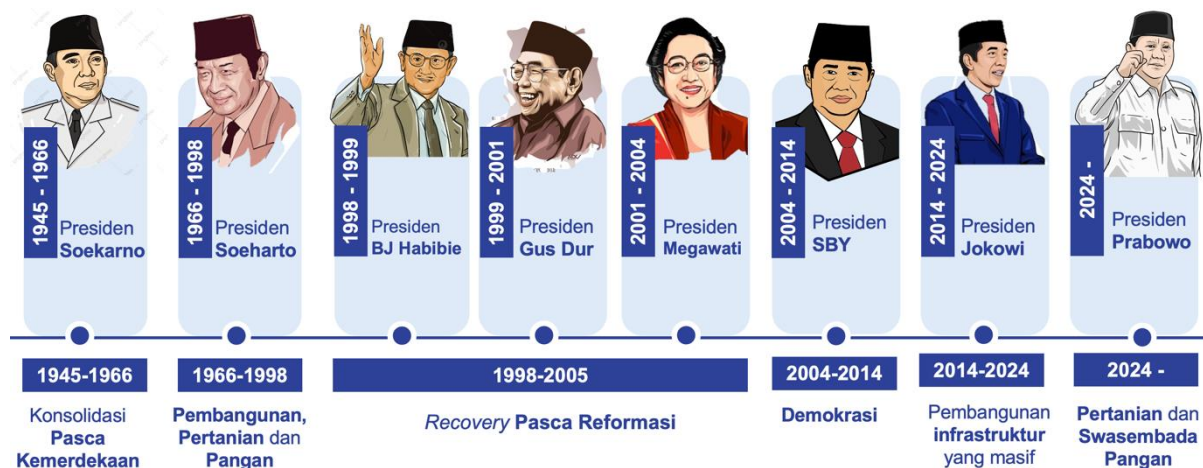 1945 - 1966
Presiden
Soekarno
1966 - 1998
Presiden
Soeharto
1998 - 1999
Presiden
BJ Habibie
1999 - 2001
Presiden
Gus Dur
2001 - 2004
Presiden
Megawati
2004 - 2014
Presiden
SBY
2014 - 2024
Presiden
Jokowi
2024 -
Presiden
Prabowo
1945-1966
Konsolidasi
Pasca
Kemerdekaan
1966-1998
Pembangunan,
Pertanian dan
Pangan
1998-2005
Recovery Pasca Reformasi
2004-2014
Demokrasi
2014-2024
Pembangunan
infrastruktur
yang masif
2024 -
Pertanian dan
Swasembada
Pangan